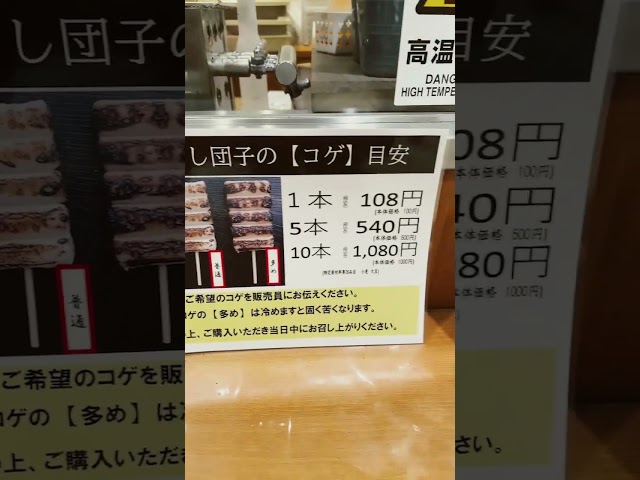 高温
DANG
HIGH TEMPE
し団子の【コゲ】目安
1本 108円
(本体価格 100円)
5本 540円
(本体価格 500円)
10本 1,080円
(本体価格 1000円)
普通
多め
ご希望のコゲを販売員にお伝えください。
コゲの【多め】は冷めますと固く苦くなります。
上、ご購入いただき当日中にお召し上がりください。